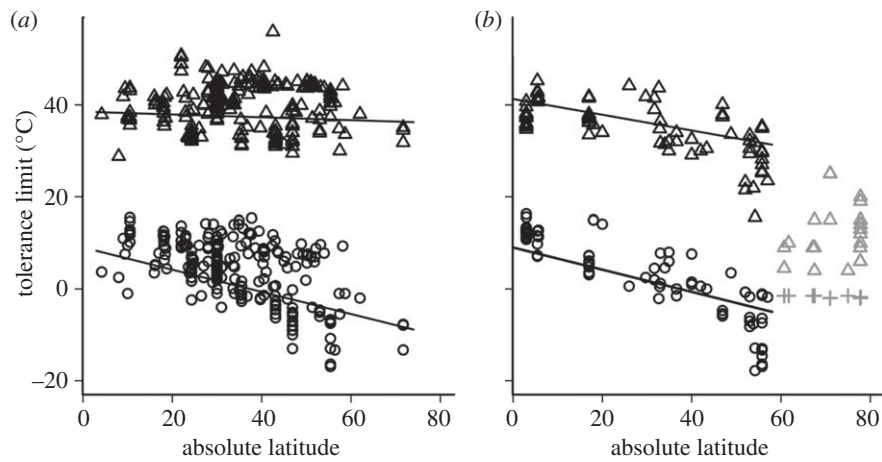 (a)
(b)
tolerance limit (°C)
40
20
0
–20
0 20 40 60 80
0 20 40 60 80
absolute latitude
absolute latitude